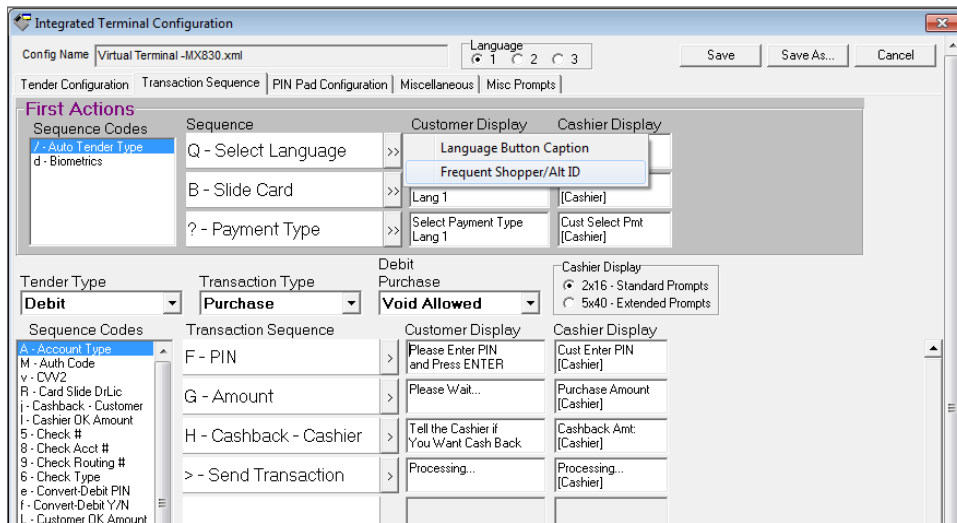 Integrated Terminal Configuration
Config Name Virtual Terminal -MX830.xml
Language
1 2 3
Save Save As... Cancel
Tender Configuration Transaction Sequence PIN Pad Configuration Miscellaneous Misc Prompts
First Actions
Sequence Codes Sequence Customer Display Cashier Display
/ - Auto Tender Type
d - Biometrics
Q - Select Language >>
Language Button Caption
Frequent Shopper/Alt ID
B - Slide Card >>
Lang 1
[Cashier]
? - Payment Type >>
Select Payment Type
Lang 1
Cust Select Pmt
[Cashier]
Tender Type Transaction Type Debit Purchase
Debit Purchase Void Allowed
Cashier Display
2x16 - Standard Prompts
5x40 - Extended Prompts
Sequence Codes Transaction Sequence Customer Display Cashier Display
A - Account Type
M - Auth Code
v - CVV2
R - Card Slide DrLic
j - Cashback - Customer
I - Cashier OK Amount
5 - Check #
8 - Check Acct #
9 - Check Routing #
6 - Check Type
e - Convert-Debit PIN
f - Convert-Debit Y/N
L - Customer OK Amount
F - PIN >
Please Enter PIN
and Press ENTER
Cust Enter PIN
[Cashier]
G - Amount >
Please Wait...
Purchase Amount
[Cashier]
H - Cashback - Cashier >
Tell the Cashier if
You Want Cash Back
Cashback Amt:
[Cashier]
> - Send Transaction >
Processing...
Processing...
[Cashier]